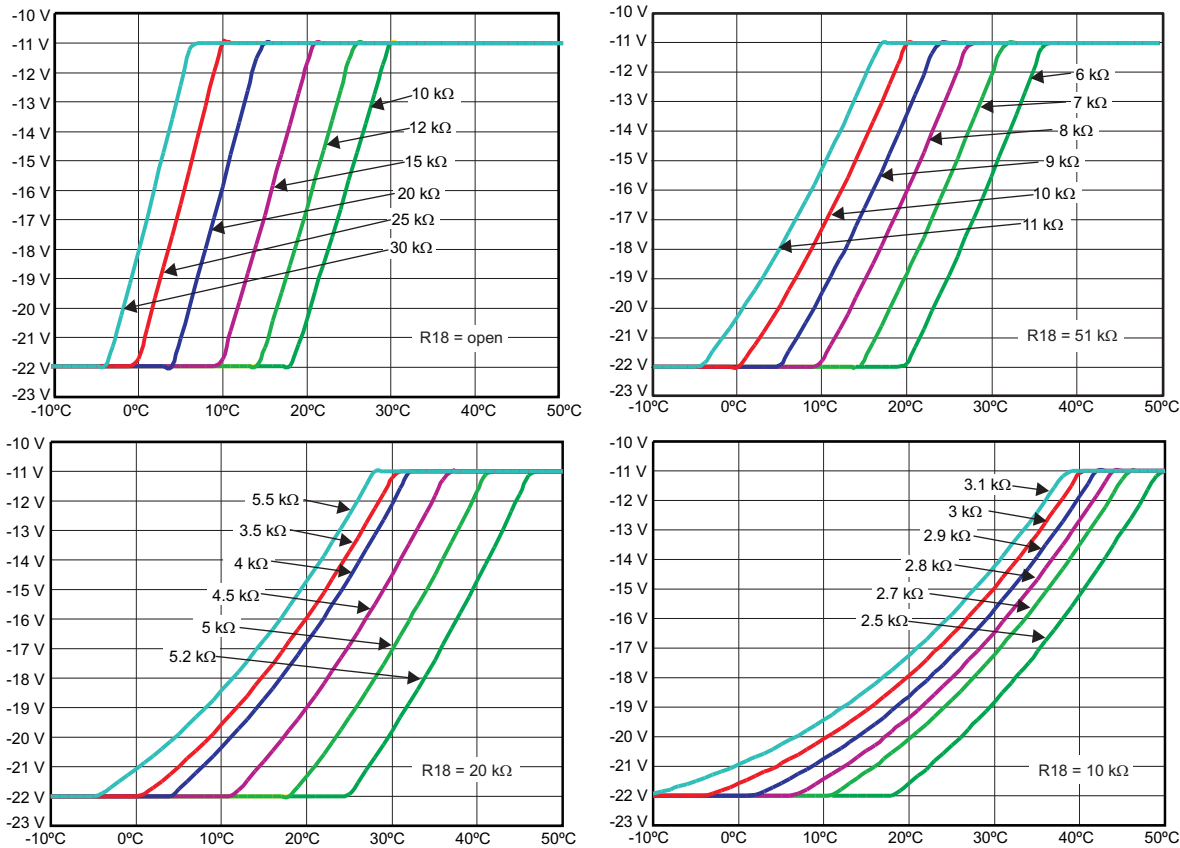 -10 V
-11 V
-12 V
-13 V
-14 V
-15 V
-16 V
-17 V
-18 V
-19 V
-20 V
-21 V
-22 V
-23 V
-10ºC
0ºC
10ºC
20ºC
30ºC
40ºC
50ºC
10 kΩ
12 kΩ
15 kΩ
20 kΩ
25 kΩ
30 kΩ
R18 = open
-10 V
-11 V
-12 V
-13 V
-14 V
-15 V
-16 V
-17 V
-18 V
-19 V
-20 V
-21 V
-22 V
-23 V
-10ºC
0ºC
10ºC
20ºC
30ºC
40ºC
50ºC
6 kΩ
7 kΩ
8 kΩ
9 kΩ
10 kΩ
11 kΩ
R18 = 51 kΩ
-10 V
-11 V
-12 V
-13 V
-14 V
-15 V
-16 V
-17 V
-18 V
-19 V
-20 V
-21 V
-22 V
-23 V
-10ºC
0ºC
10ºC
20ºC
30ºC
40ºC
50ºC
5.5 kΩ
3.5 kΩ
4 kΩ
4.5 kΩ
5 kΩ
5.2 kΩ
R18 = 20 kΩ
-10 V
-11 V
-12 V
-13 V
-14 V
-15 V
-16 V
-17 V
-18 V
-19 V
-20 V
-21 V
-22 V
-23 V
-10ºC
0ºC
10ºC
20ºC
30ºC
40ºC
50ºC
3.1 kΩ
3 kΩ
2.9 kΩ
2.8 kΩ
2.7 kΩ
2.5 kΩ
R18 = 10 kΩ